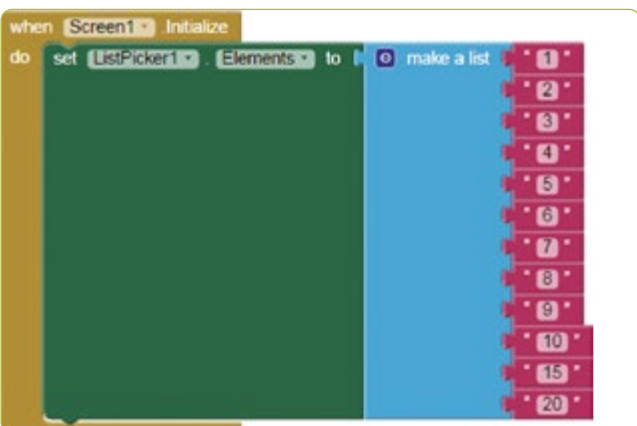 when Screen1 .Initialize
do set ListPicker1 . Elements to make a list " 1 "
" 2 "
" 3 "
" 4 "
" 5 "
" 6 "
" 7 "
" 8 "
" 9 "
" 10 "
" 15 "
" 20 "